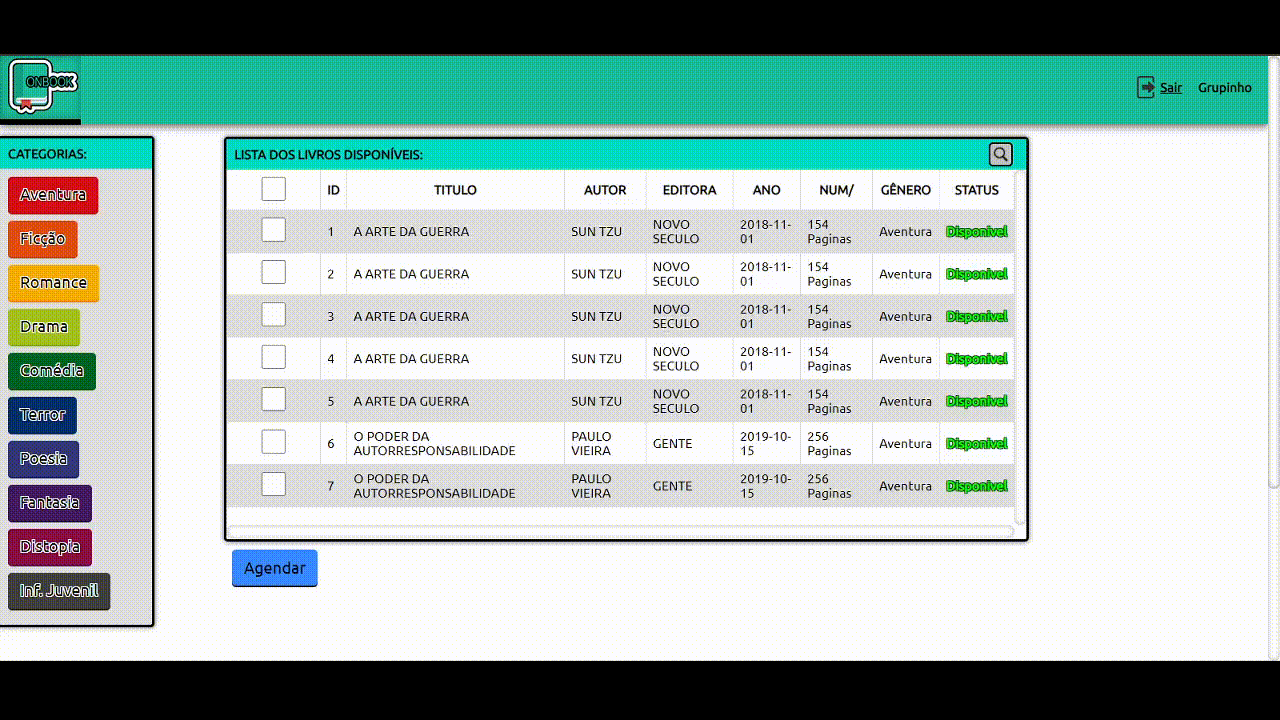 ONBOOK
Sair Grupinho
CATEGORIAS:
Aventura
Ficção
Romance
Drama
Comédia
Terror
Poesia
Fantasia
Distopia
Inf. Juvenil
LISTA DOS LIVROS DISPONÍVEIS:
ID TITULO AUTOR EDITORA ANO NUM/ GÊNERO STATUS
1 A ARTE DA GUERRA SUN TZU NOVO SECULO 2018-11-01 154 Paginas Aventura Disponivel
2 A ARTE DA GUERRA SUN TZU NOVO SECULO 2018-11-01 154 Paginas Aventura Disponivel
3 A ARTE DA GUERRA SUN TZU NOVO SECULO 2018-11-01 154 Paginas Aventura Disponivel
4 A ARTE DA GUERRA SUN TZU NOVO SECULO 2018-11-01 154 Paginas Aventura Disponivel
5 A ARTE DA GUERRA SUN TZU NOVO SECULO 2018-11-01 154 Paginas Aventura Disponivel
6 O PODER DA AUTORRESPONSABILIDADE PAULO VIEIRA GENTE 2019-10-15 256 Paginas Aventura Disponivel
7 O PODER DA AUTORRESPONSABILIDADE PAULO VIEIRA GENTE 2019-10-15 256 Paginas Aventura Disponivel
Agendar